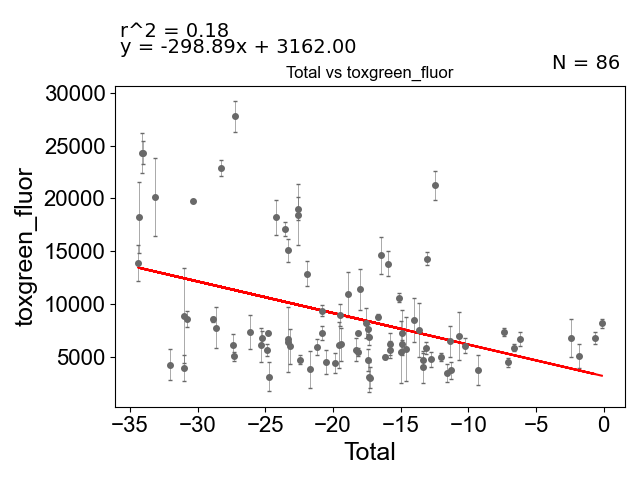 r^2 = 0.18
y = -298.89x + 3162.00
N = 86
Total vs toxgreen_fluor
30000
25000
20000
15000
10000
5000
toxgreen_fluor
−35 −30 −25 −20 −15 −10 −5 0
Total